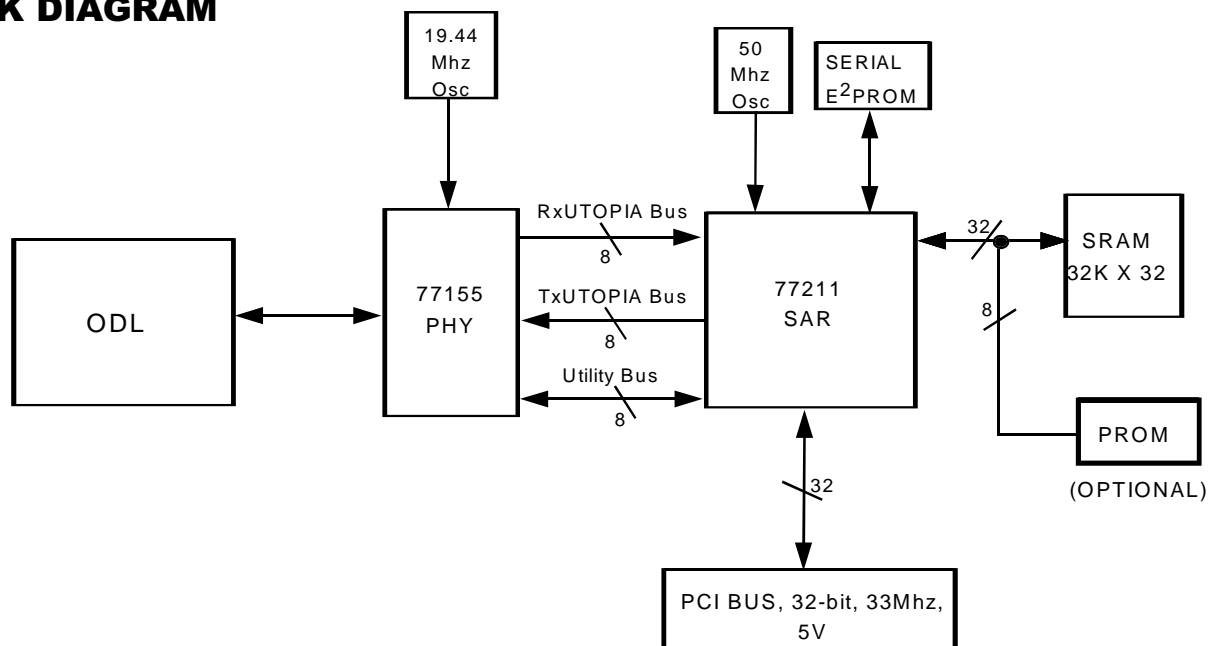 K DIAGRAM
19.44
Mhz
Osc
50
Mhz
Osc
SERIAL
E²PROM
RxUTOPIA Bus
8
32
SRAM
32K X 32
ODL
77155
PHY
TxUTOPIA Bus
8
77211
SAR
8
Utility Bus
8
PROM
(OPTIONAL)
32
PCI BUS, 32-bit, 33Mhz,
5V